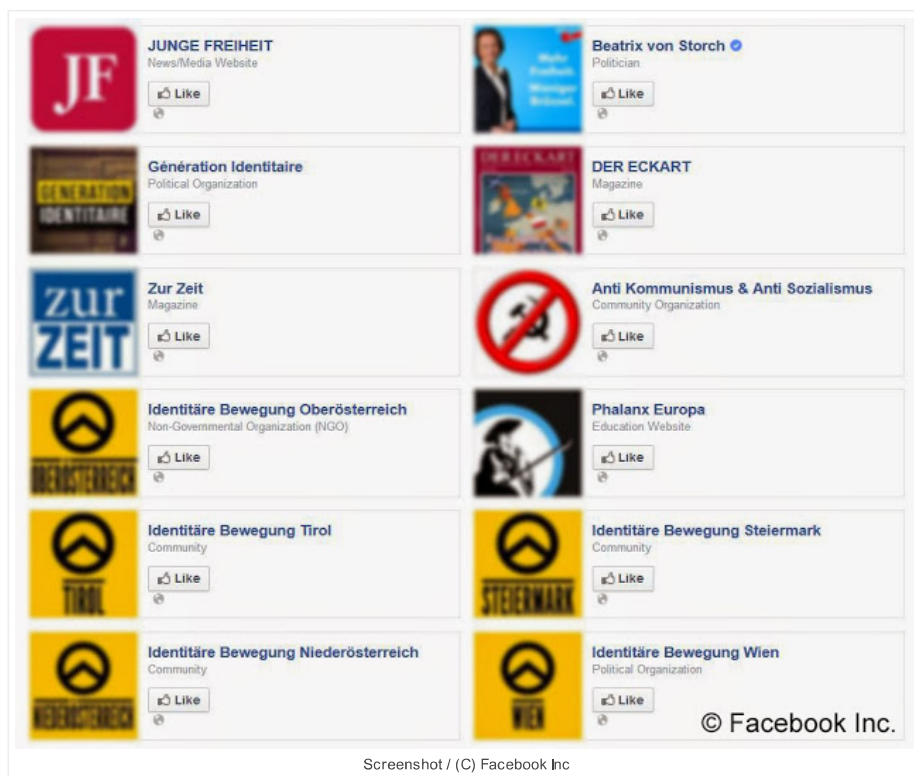 JF
JUNGE FREIHEIT
News/Media Website
Like
Mehr
Freiheit.
Weniger
Brüssel.
Beatrix von Storch
Politician
Like
GENERATION
IDENTITAIRE
Génération Identitaire
Political Organization
Like
DER ECKART
DER ECKART
Magazine
Like
zur
ZEIT
Zur Zeit
Magazine
Like
Anti Kommunismus & Anti Sozialismus
Community Organization
Like
OBERÖSTERREICH
Identitäre Bewegung Oberösterreich
Non-Governmental Organization (NGO)
Like
Phalanx Europa
Education Website
Like
TIROL
Identitäre Bewegung Tirol
Community
Like
STEIERMARK
Identitäre Bewegung Steiermark
Community
Like
NIEDERÖSTERREICH
Identitäre Bewegung Niederösterreich
Community
Like
WIEN
Identitäre Bewegung Wien
Political Organization
Like
© Facebook Inc.
Screenshot / (C) Facebook Inc